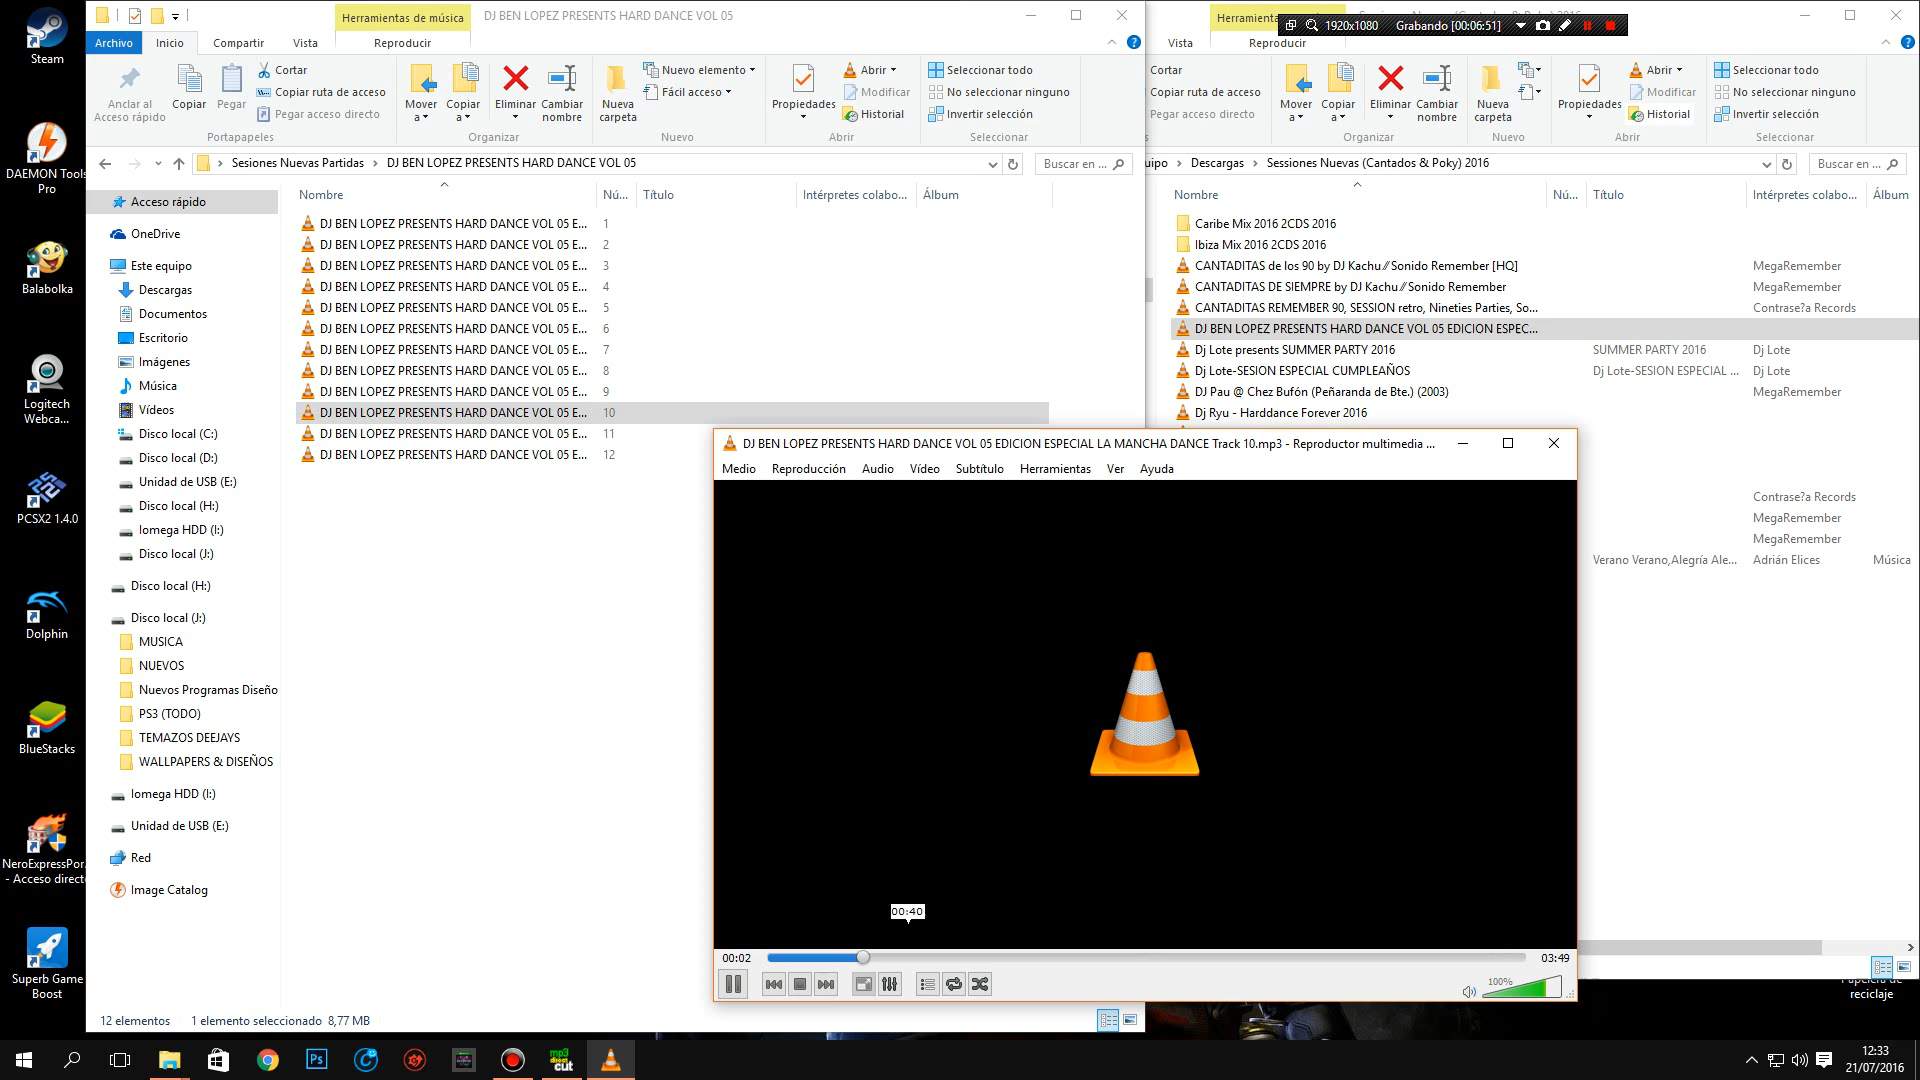 Steam
DAEMON Tools
Pro
Balabolka
Logitech
Webca...
PCSX2 1.4.0
Dolphin
BlueStacks
NeroExpressPor...
- Acceso directo
Superb Game
Boost
Herramientas de música
DJ BEN LOPEZ PRESENTS HARD DANCE VOL 05
Archivo
Inicio
Compartir
Vista
Reproducir
Anclar al
Acceso rápido
Copiar
Pegar
Cortar
Copiar ruta de acceso
Pegar acceso directo
Portapapeles
Mover
a
Copiar
a
Eliminar
Cambiar
nombre
Organizar
Nueva
carpeta
Nuevo elemento
Fácil acceso
Nuevo
Propiedades
Abrir
Modificar
Historial
Abrir
Seleccionar todo
No seleccionar ninguno
Invertir selección
Seleccionar
Sesiones Nuevas Partidas
DJ BEN LOPEZ PRESENTS HARD DANCE VOL 05
Buscar en ...
Acceso rápido
OneDrive
Este equipo
Descargas
Documentos
Escritorio
Imágenes
Música
Vídeos
Disco local (C:)
Disco local (D:)
Unidad de USB (E:)
Disco local (H:)
Iomega HDD (I:)
Disco local (J:)
Disco local (H:)
Disco local (J:)
MUSICA
NUEVOS
Nuevos Programas Diseño
PS3 (TODO)
TEMAZOS DEEJAYS
WALLPAPERS & DISEÑOS
Iomega HDD (I:)
Unidad de USB (E:)
Red
Image Catalog
Nombre Nú... Título Intérpretes colabo... Álbum
DJ BEN LOPEZ PRESENTS HARD DANCE VOL 05 E... 1
DJ BEN LOPEZ PRESENTS HARD DANCE VOL 05 E... 2
DJ BEN LOPEZ PRESENTS HARD DANCE VOL 05 E... 3
DJ BEN LOPEZ PRESENTS HARD DANCE VOL 05 E... 4
DJ BEN LOPEZ PRESENTS HARD DANCE VOL 05 E... 5
DJ BEN LOPEZ PRESENTS HARD DANCE VOL 05 E... 6
DJ BEN LOPEZ PRESENTS HARD DANCE VOL 05 E... 7
DJ BEN LOPEZ PRESENTS HARD DANCE VOL 05 E... 8
DJ BEN LOPEZ PRESENTS HARD DANCE VOL 05 E... 9
DJ BEN LOPEZ PRESENTS HARD DANCE VOL 05 E... 10
DJ BEN LOPEZ PRESENTS HARD DANCE VOL 05 E... 11
DJ BEN LOPEZ PRESENTS HARD DANCE VOL 05 E... 12
12 elementos 1 elemento seleccionado 8,77 MB
1920x1080 Grabando [00:06:51]
Vista
Reproducir
Cortar
Copiar ruta de acceso
Pegar acceso directo
Mover
a
Copiar
a
Eliminar
Cambiar
nombre
Organizar
Nueva
carpeta
Nuevo
Propiedades
Abrir
Modificar
Historial
Abrir
Seleccionar todo
No seleccionar ninguno
Invertir selección
Seleccionar
Descargas
Sessiones Nuevas (Cantados & Poky) 2016
Buscar en ...
Nombre Nú... Título Intérpretes colabo... Álbum
Caribe Mix 2016 2CDS 2016
Ibiza Mix 2016 2CDS 2016
CANTADITAS de los 90 by DJ Kachu⁄⁄Sonido Remember [HQ] MegaRemember
CANTADITAS DE SIEMPRE by DJ Kachu⁄⁄Sonido Remember MegaRemember
CANTADITAS REMEMBER 90, SESSION retro, Nineties Parties, So... Contrase?a Records
DJ BEN LOPEZ PRESENTS HARD DANCE VOL 05 EDICION ESPEC...
Dj Lote presents SUMMER PARTY 2016 SUMMER PARTY 2016 Dj Lote
Dj Lote-SESION ESPECIAL CUMPLEAÑOS Dj Lote-SESION ESPECIAL ... Dj Lote
DJ Pau @ Chez Bufón (Peñaranda de Bte.) (2003) MegaRemember
Dj Ryu - Harddance Forever 2016
Contrase?a Records
MegaRemember
MegaRemember
Verano Verano,Alegría Ale... Adrián Elices Música
DJ BEN LOPEZ PRESENTS HARD DANCE VOL 05 EDICION ESPECIAL LA MANCHA DANCE Track 10.mp3 - Reproductor multimedia ...
Medio Reproducción Audio Vídeo Subtítulo Herramientas Ver Ayuda
00:40
00:02
03:49
100%
reciclaje
Ps
mp3
direct
cut
12:33
21/07/2016